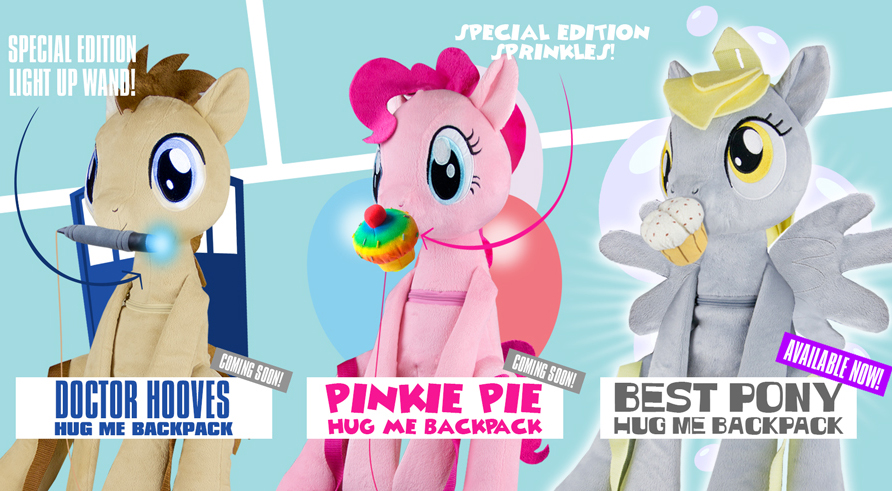 SPECIAL EDITION
LIGHT UP WAND!
SPECIAL EDITION
SPRINKLES!
COMING SOON!
DOCTOR HOOVES
HUG ME BACKPACK
COMING SOON!
PINKIE PIE
HUG ME BACKPACK
AVAILABLE NOW!
BEST PONY
HUG ME BACKPACK